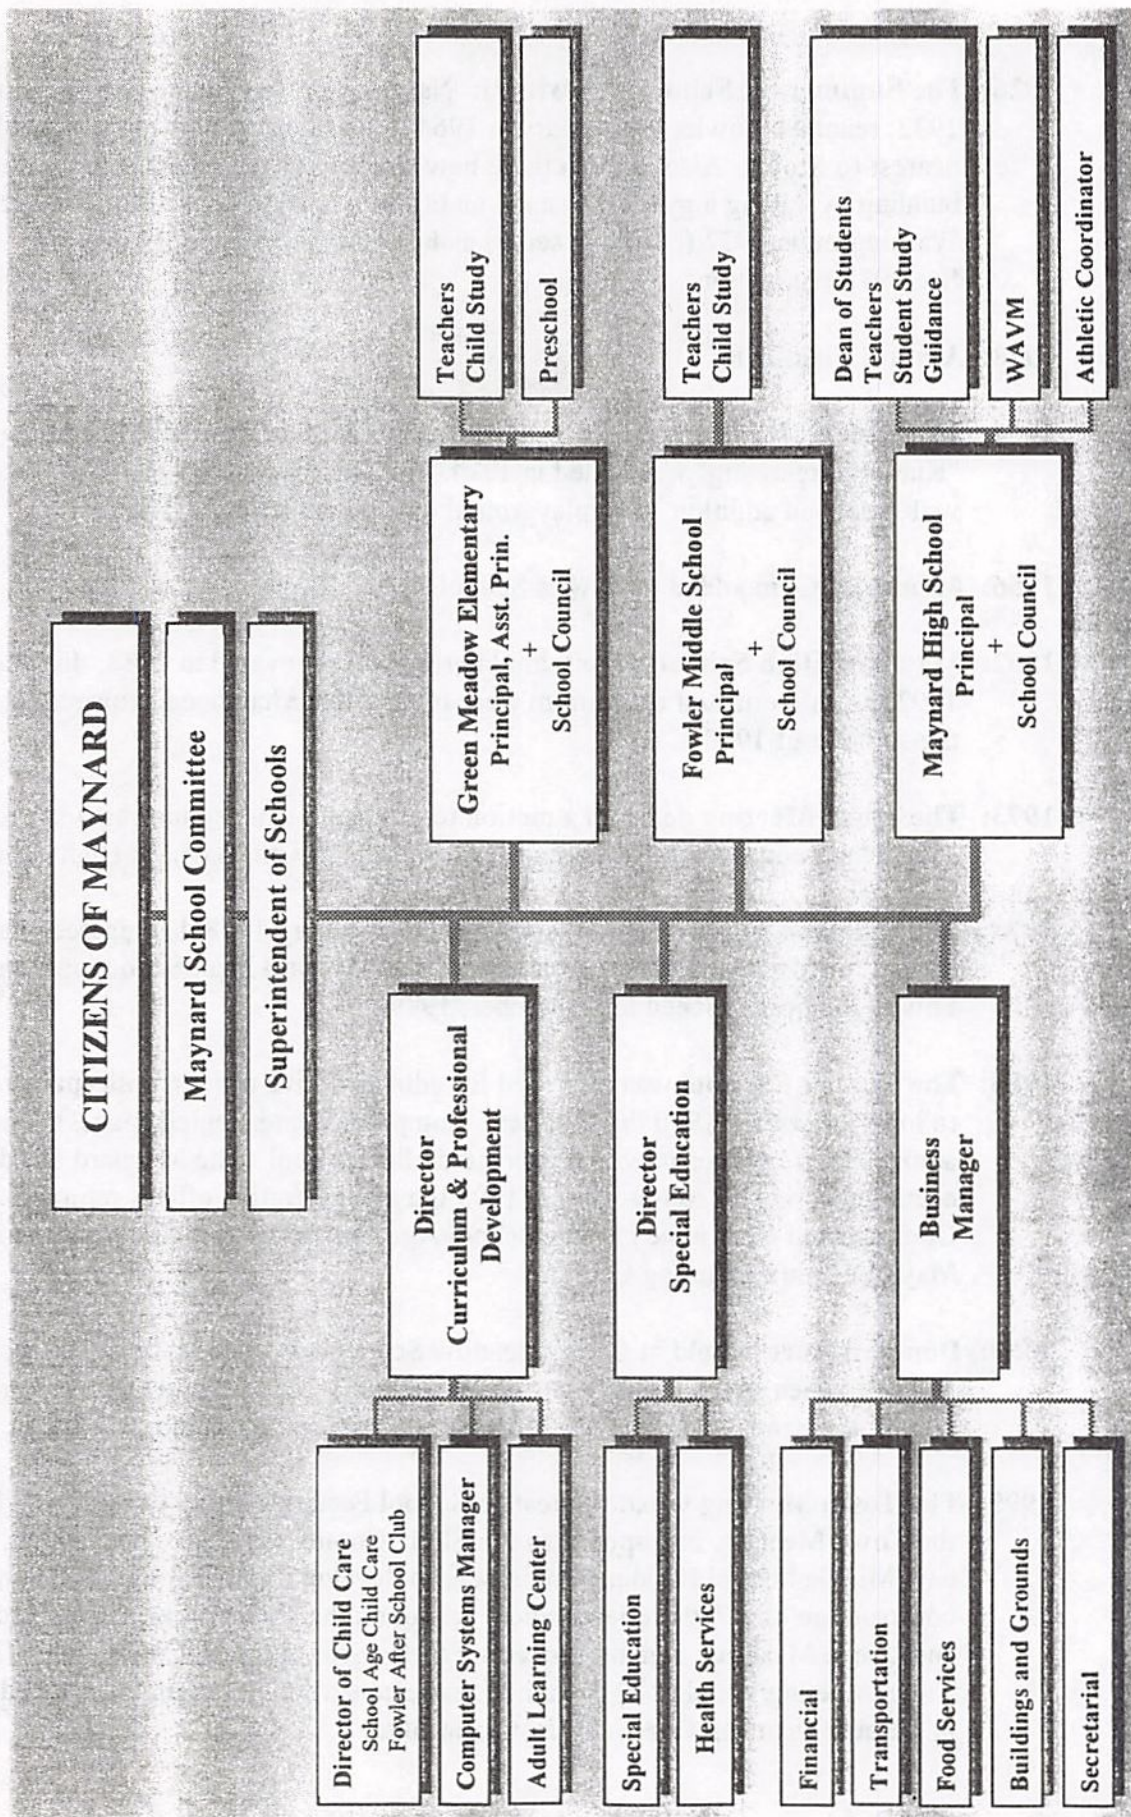 CITIZENS OF MAYNARD
Maynard School Committee
Superintendent of Schools
Director
Curriculum & Professional
Development
Director of Child Care
School Age Child Care
Fowler After School Club
Computer Systems Manager
Adult Learning Center
Director
Special Education
Special Education
Health Services
Business
Manager
Financial
Transportation
Food Services
Buildings and Grounds
Secretarial
Green Meadow Elementary
Principal Asst. Prin.
+
School Council
Teachers
Child Study
Preschool
Fowler Middle School
Principal
+
School Council
Teachers
Child Study
Maynard High School
Principal
+
School Council
Dean of Students
Teachers
Student Study
Guidance
WAVM
Athletic Coordinator